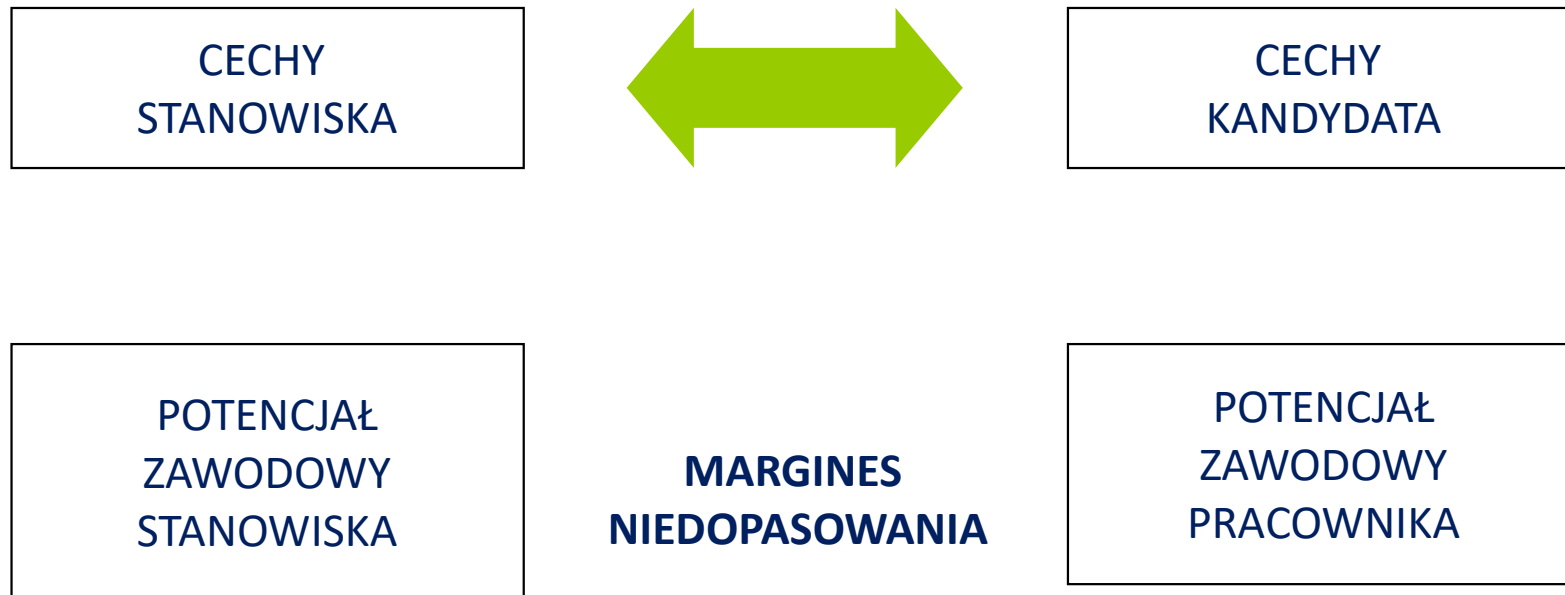 CECHY
STANOWISKA
CECHY
KANDYDATA
POTENCJAŁ
ZAWODOWY
STANOWISKA
MARGINES
NIEDOPASOWANIA
POTENCJAŁ
ZAWODOWY
PRACOWNIKA